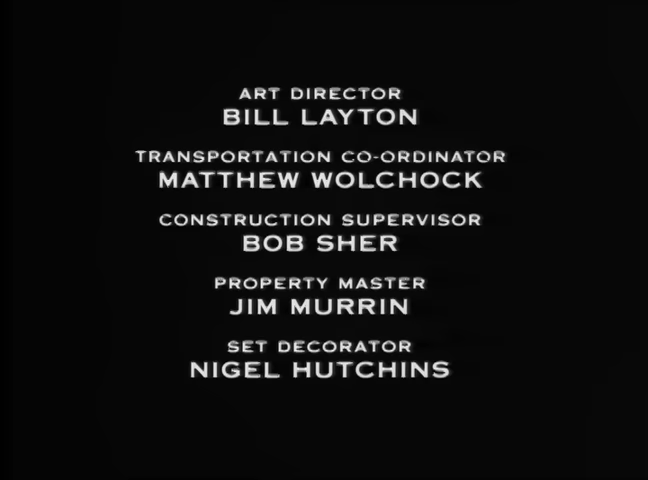 ART DIRECTOR
BILL LAYTON
TRANSPORTATION CO-ORDINATOR
MATTHEW WOLCHOCK
CONSTRUCTION SUPERVISOR
BOB SHER
PROPERTY MASTER
JIM MURRIN
SET DECORATOR
NIGEL HUTCHINS